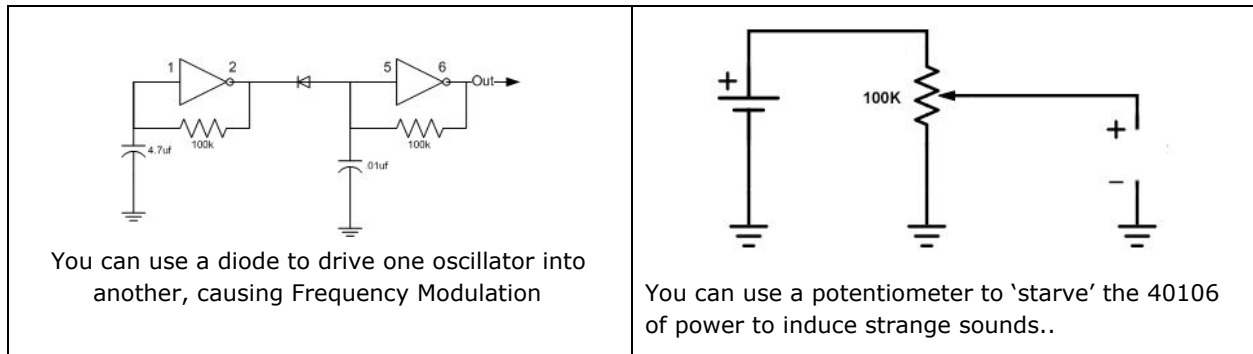 1
2
100k
4.7uf
5
6
Out
100k
.01uf
You can use a diode to drive one oscillator into
another, causing Frequency Modulation
+
100K
+
–
You can use a potentiometer to ‘starve’ the 40106
of power to induce strange sounds..